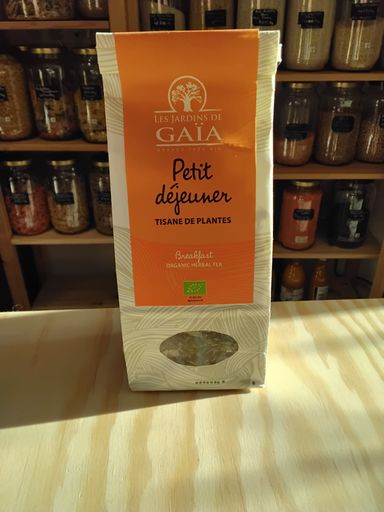 LES JARDINS DE
GAÏA
Petit
déjeuner
TISANE DE PLANTES
Breakfast
ORGANIC HERBAL TEA